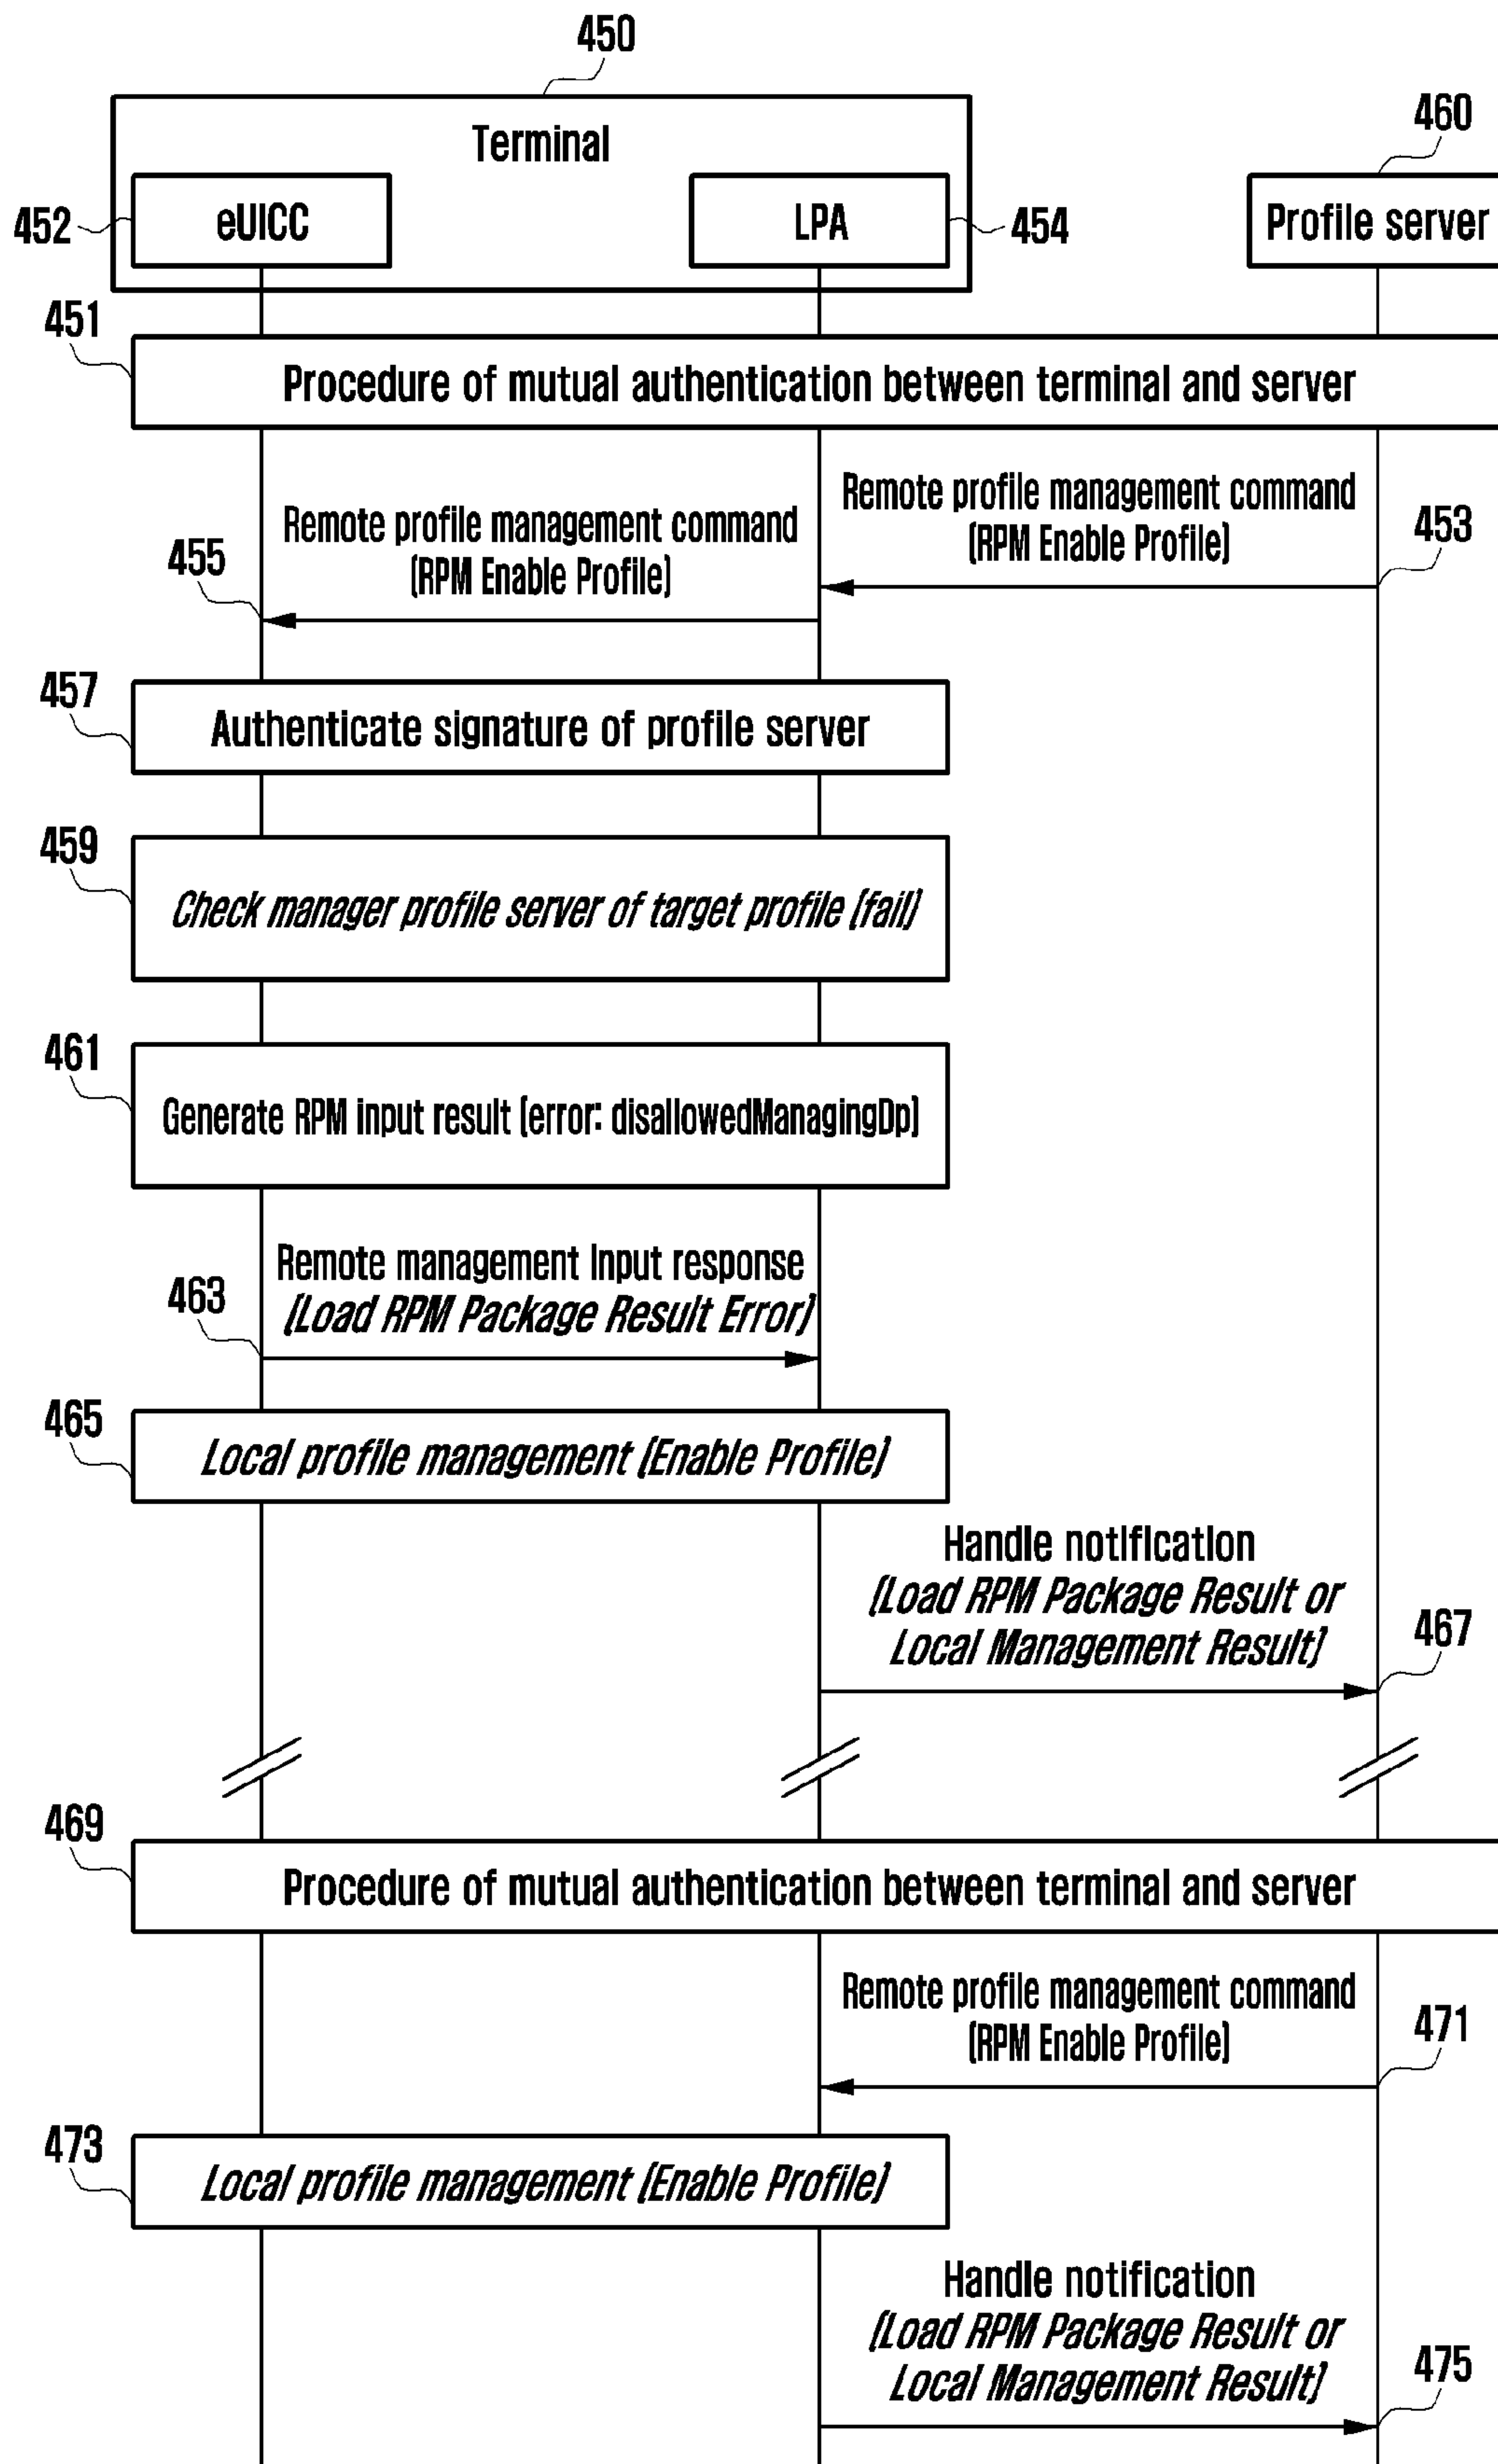 450
Terminal
460
452
eUICC
LPA
454
Profile server
451
Procedure of mutual authentication between terminal and server
Remote profile management command
(RPM Enable Profile)
453
Remote profile management command
(RPM Enable Profile)
455
457
Authenticate signature of profile server
459
Check manager profile server of target profile (fail)
461
Generate RPM input result (error: disallowedManagingDp)
Remote management input response
(Load RPM Package Result Error)
463
465
Local profile management (Enable Profile)
Handle notification
(Load RPM Package Result or
Local Management Result)
467
469
Procedure of mutual authentication between terminal and server
Remote profile management command
(RPM Enable Profile)
471
473
Local profile management (Enable Profile)
Handle notification
(Load RPM Package Result or
Local Management Result)
475